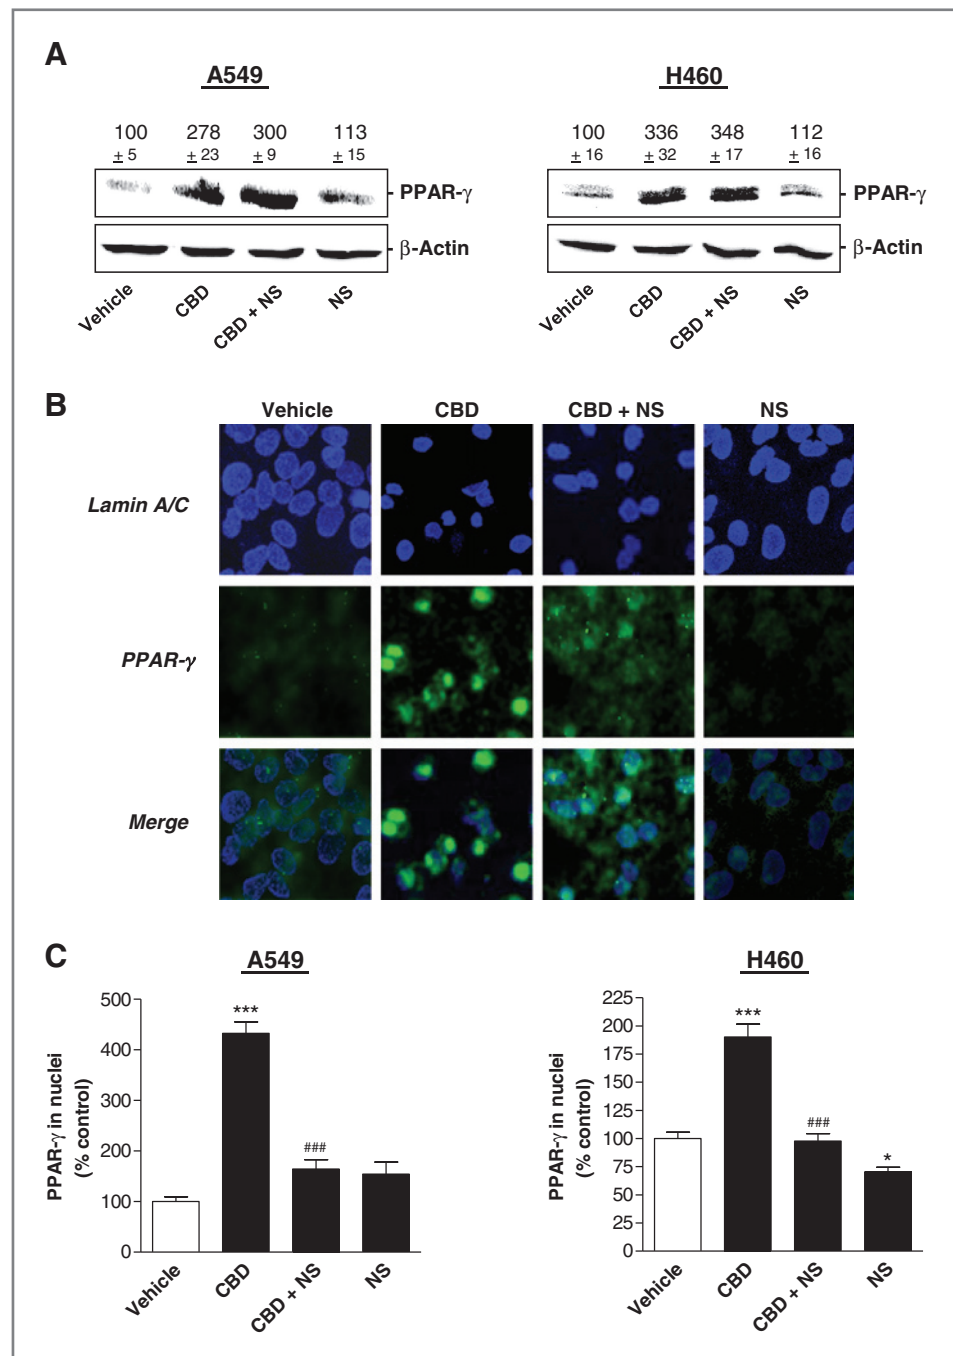 A
A549
H460
100 278 300 113
± 5 ± 23 ± 9 ± 15
100 336 348 112
± 16 ± 32 ± 17 ± 16
PPAR-γ
β-Actin
PPAR-γ
β-Actin
Vehicle CBD CBD + NS NS
Vehicle CBD CBD + NS NS
B
Vehicle CBD CBD + NS NS
Lamin A/C
PPAR-γ
Merge
C
A549
PPAR-γ in nuclei
(% control)
500
400
300
200
100
0
***
###
Vehicle CBD CBD + NS NS
H460
PPAR-γ in nuclei
(% control)
225
200
175
150
125
100
75
50
25
0
***
###
*
Vehicle CBD CBD + NS NS